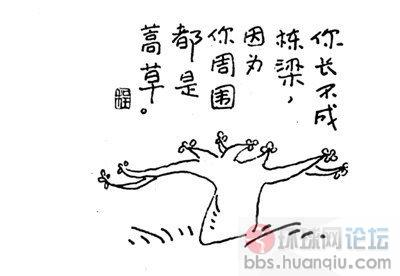 你长不成
栋梁，
因为
你周围
都是
蒿草。
环球网论坛
bbs.huanqiu.com